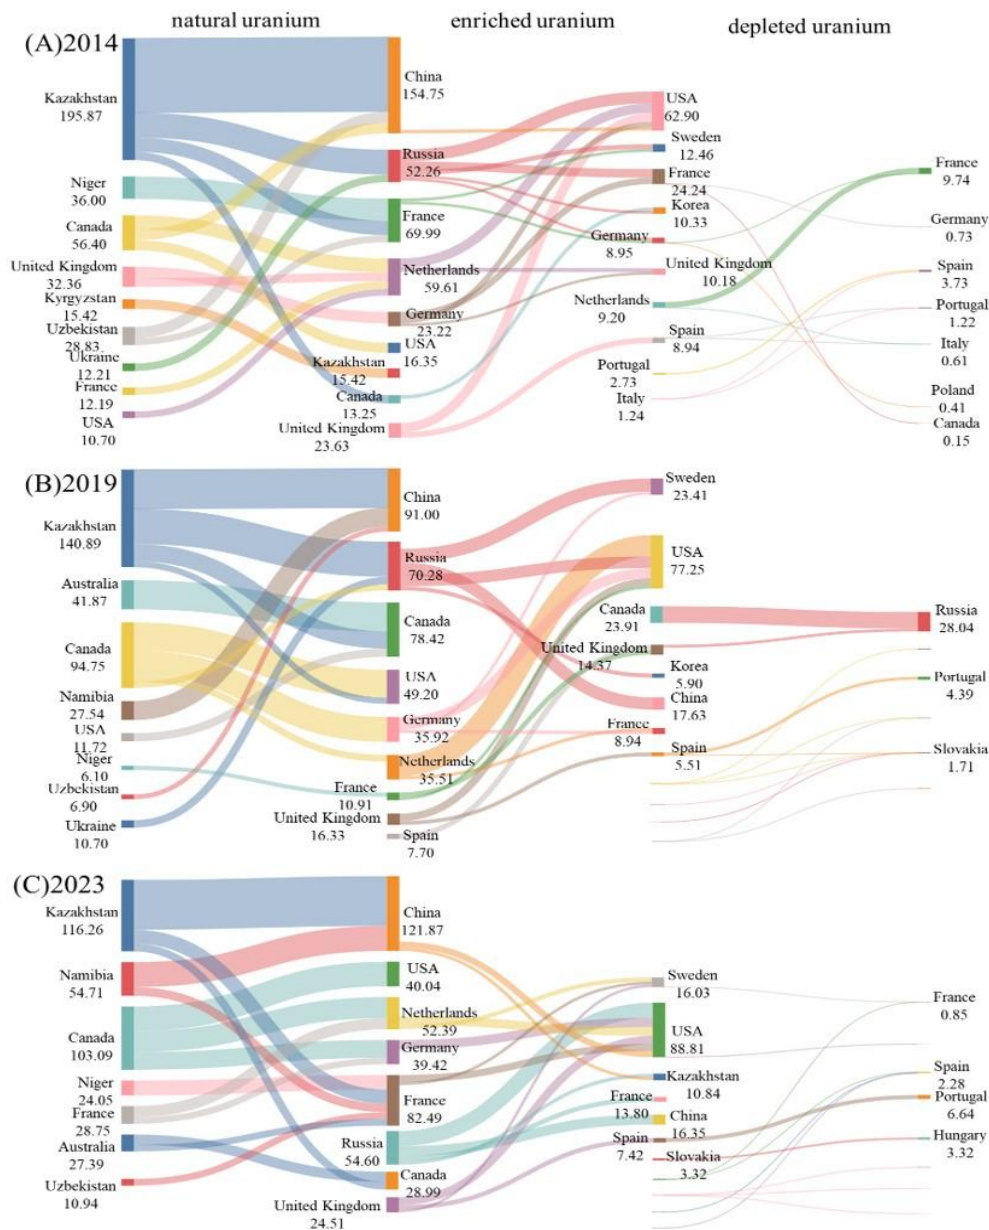 natural uranium
enriched uranium
depleted uranium
(A)2014
Kazakhstan
195.87
Niger
36.00
Canada
56.40
United Kingdom
32.36
Kyrgyzstan
15.42
Uzbekistan
28.83
Ukraine
12.21
France
12.19
USA
10.70
China
154.75
Russia
52.26
France
69.99
Netherlands
59.61
Germany
23.22
USA
16.35
Kazakhstan
15.42
Canada
13.25
United Kingdom
23.63
USA
62.90
Sweden
12.46
France
24.24
Korea
10.33
Germany
8.95
United Kingdom
10.18
Netherlands
9.20
Spain
8.94
Portugal
2.73
Italy
1.24
France
9.74
Germany
0.73
Spain
3.73
Portugal
1.22
Italy
0.61
Poland
0.41
Canada
0.15
(B)2019
Kazakhstan
140.89
Australia
41.87
Canada
94.75
Namibia
27.54
USA
11.72
Niger
6.10
Uzbekistan
6.90
Ukraine
10.70
China
91.00
Russia
70.28
Canada
78.42
USA
49.20
Germany
35.92
Netherlands
35.51
France
10.91
United Kingdom
16.33
Spain
7.70
Sweden
23.41
USA
77.25
Canada
23.91
United Kingdom
14.37
Korea
5.90
China
17.63
France
8.94
Spain
5.51
Russia
28.04
Portugal
4.39
Slovakia
1.71
(C)2023
Kazakhstan
116.26
Namibia
54.71
Canada
103.09
Niger
24.05
France
28.75
Australia
27.39
Uzbekistan
10.94
China
121.87
USA
40.04
Netherlands
52.39
Germany
39.42
France
82.49
Russia
54.60
Canada
28.99
United Kingdom
24.51
Sweden
16.03
USA
88.81
Kazakhstan
10.84
France
13.80
China
16.35
Spain
7.42
Slovakia
3.32
France
0.85
Spain
2.28
Portugal
6.64
Hungary
3.32